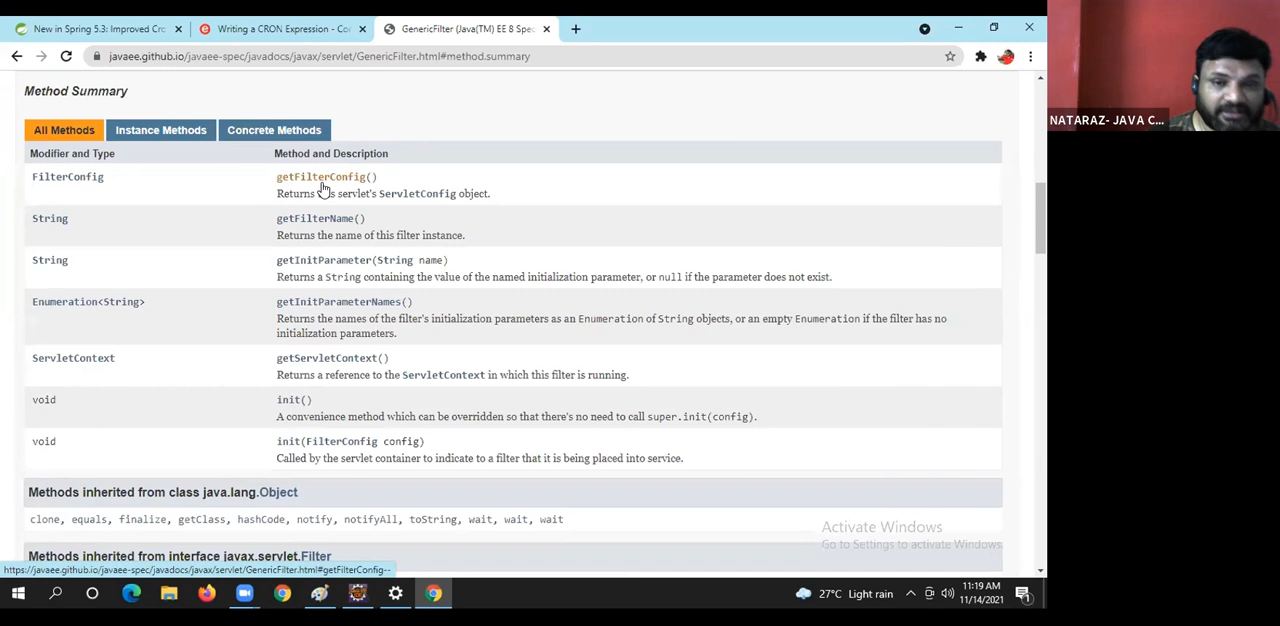 New in Spring 5.3: Improved Cro
Writing a CRON Expression - Co
GenericFilter (Java(TM) EE 8 Spec
javaee.github.io/javaee-spec/javadocs/javax/servlet/GenericFilter.html#method.summary
NATARAZ- JAVA C...
Method Summary
All Methods Instance Methods Concrete Methods
Modifier and Type Method and Description
FilterConfig getFilterConfig()
Returns s servlet's ServletConfig object.
String getFilterName()
Returns the name of this filter instance.
String getInitParameter(String name)
Returns a String containing the value of the named initialization parameter, or null if the parameter does not exist.
Enumeration<String> getInitParameterNames()
Returns the names of the filter's initialization parameters as an Enumeration of String objects, or an empty Enumeration if the filter has no
initialization parameters.
ServletContext getServletContext()
Returns a reference to the ServletContext in which this filter is running.
void init()
A convenience method which can be overridden so that there's no need to call super.init(config).
void init(FilterConfig config)
Called by the servlet container to indicate to a filter that it is being placed into service.
Methods inherited from class java.lang.Object
clone, equals, finalize, getClass, hashCode, notify, notifyAll, toString, wait, wait, wait
Activate Windows
Go to Settings to activate Windows.
Methods inherited from interface javax.servlet.Filter
https://javaee.github.io/javaee-spec/javadocs/javax/servlet/GenericFilter.html#getFilterConfig--
27°C Light rain
11:19 AM
11/14/2021
1